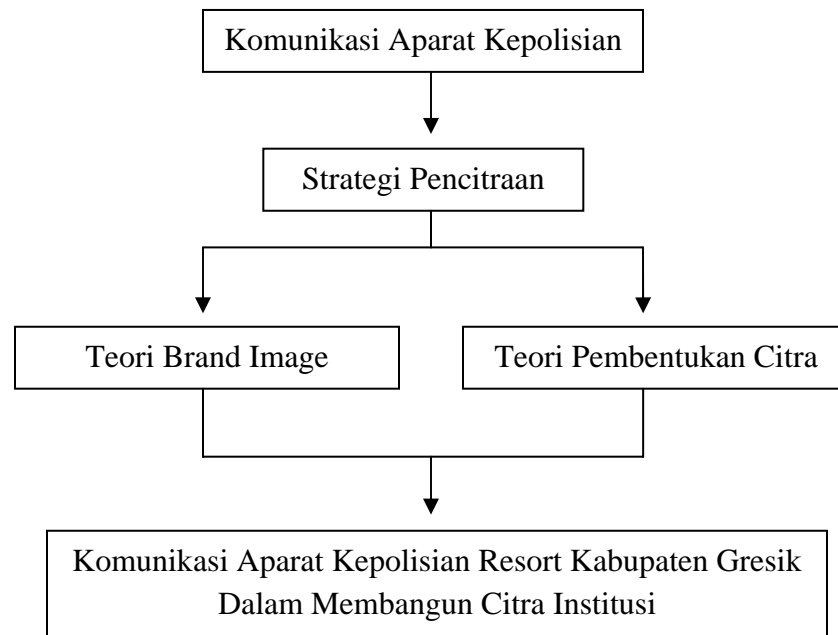 Komunikasi Aparat Kepolisian
Strategi Pencitraan
Teori Brand Image
Teori Pembentukan Citra
Komunikasi Aparat Kepolisian Resort Kabupaten Gresik
Dalam Membangun Citra Institusi